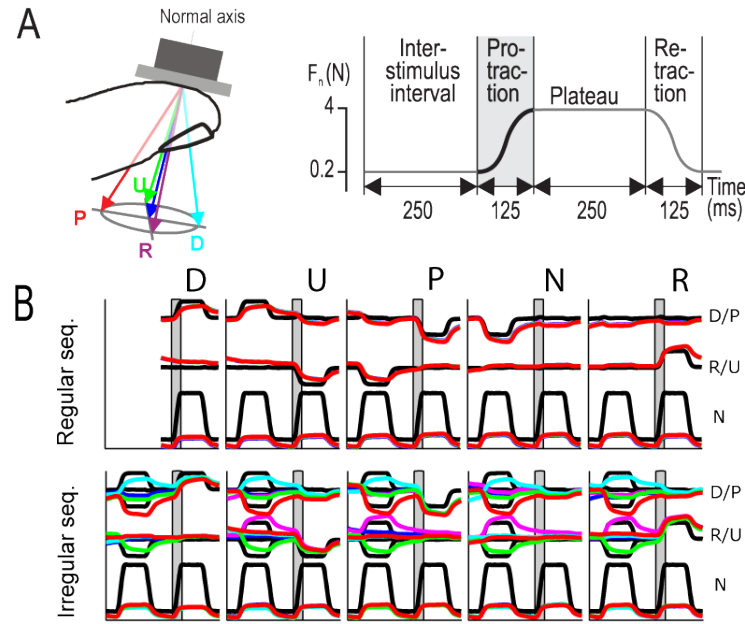 A
Normal axis
U
P
R
D
Inter-
stimulus
interval
Pro-
trac-
tion
Plateau
Re-
trac-
tion
Fn (N)
4
0.2
Time
(ms)
250
125
250
125
B
D
U
P
N
R
Regular seq.
D/P
R/U
N
Irregular seq.
D/P
R/U
N